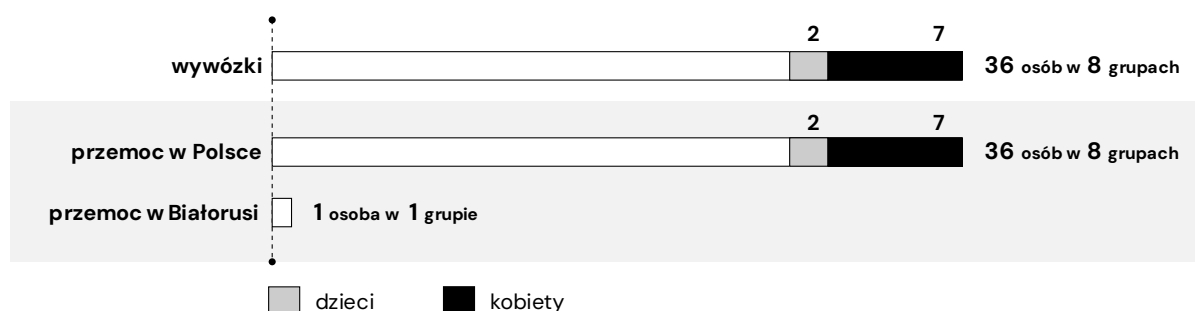 2 7
wywózki 36 osób w 8 grupach
2 7
przemoc w Polsce 36 osób w 8 grupach
przemoc w Białorusi 1 osoba w 1 grupie
dzieci kobiety